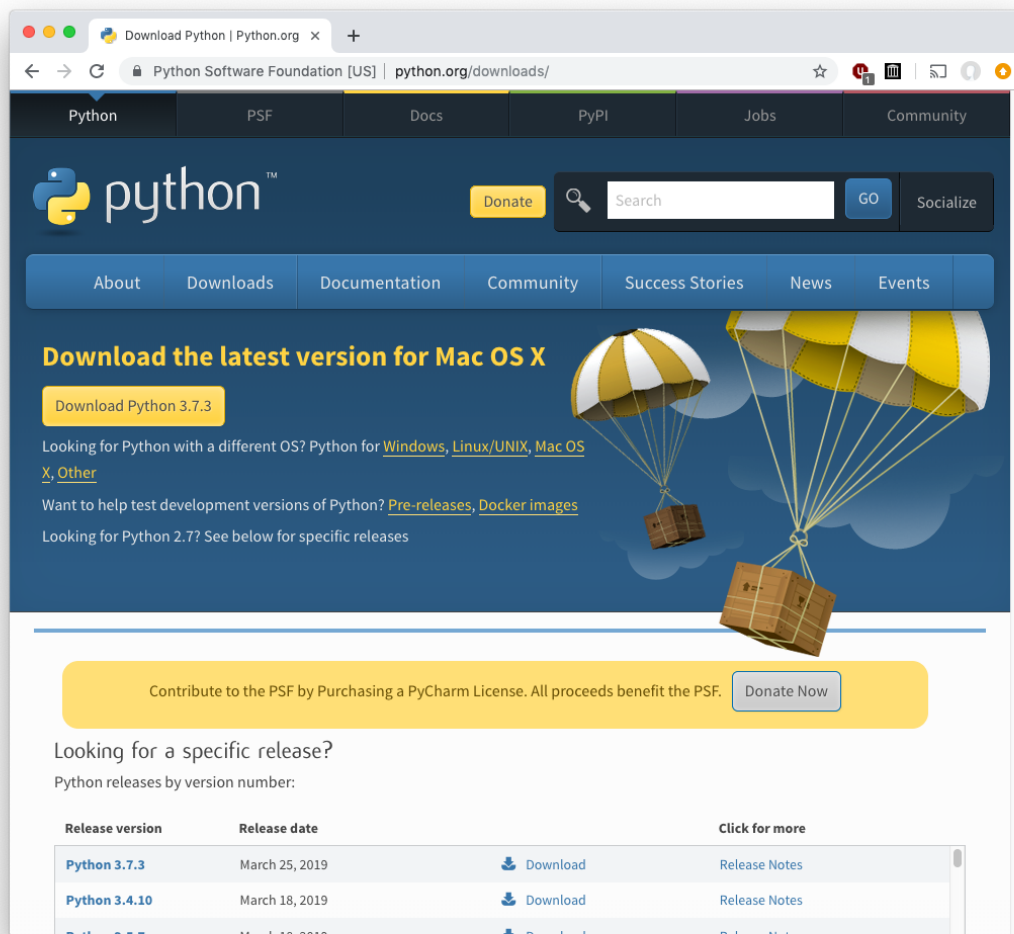 Download Python | Python.org
Python Software Foundation [US] | python.org/downloads/
1
Python PSF Docs PyPI Jobs Community
python™
Donate Search GO Socialize
About Downloads Documentation Community Success Stories News Events
Download the latest version for Mac OS X
Download Python 3.7.3
Looking for Python with a different OS? Python for Windows, Linux/UNIX, Mac OS
X, Other
Want to help test development versions of Python? Pre-releases, Docker images
Looking for Python 2.7? See below for specific releases
Contribute to the PSF by Purchasing a PyCharm License. All proceeds benefit the PSF. Donate Now
Looking for a specific release?
Python releases by version number:
Release version Release date Click for more
Python 3.7.3 March 25, 2019 Download Release Notes
Python 3.4.10 March 18, 2019 Download Release Notes